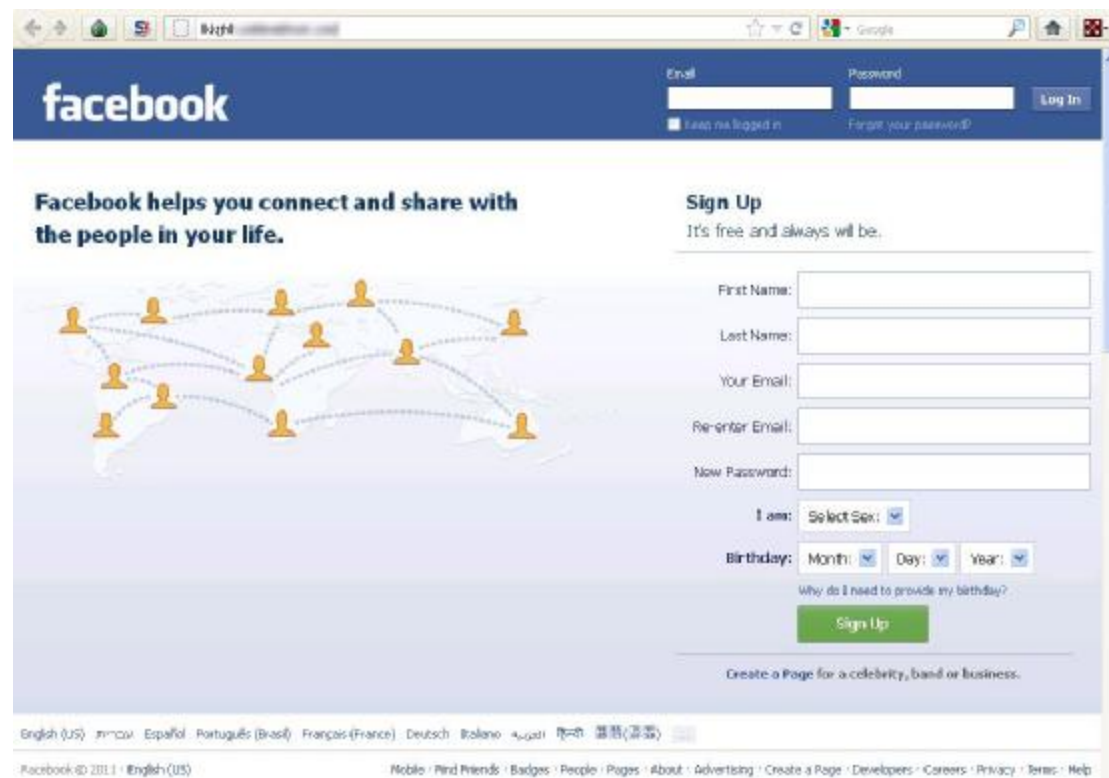 Google
Email Password
facebook
Log In
Keep me logged in Forgot your password?
Facebook helps you connect and share with
the people in your life.
Sign Up
It's free and always will be.
First Name:
Last Name:
Your Email:
Re-enter Email:
New Password:
I am: Select Sex:
Birthday: Month: Day: Year:
Why do I need to provide my birthday?
Sign Up
Create a Page for a celebrity, band or business.
English (US) עברית Español Português (Brasil) Français (France) Deutsch Italiano العربية हिन्दी
Facebook © 2011 · English (US)
Mobile · Find Friends · Badges · People · Pages · About · Advertising · Create a Page · Developers · Careers · Privacy · Terms · Help